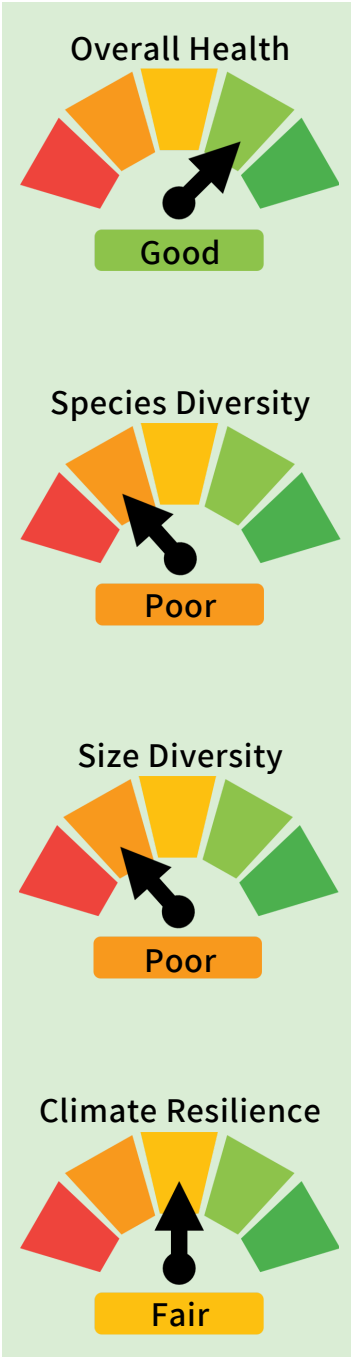 Overall Health
Good
Species Diversity
Poor
Size Diversity
Poor
Climate Resilience
Fair